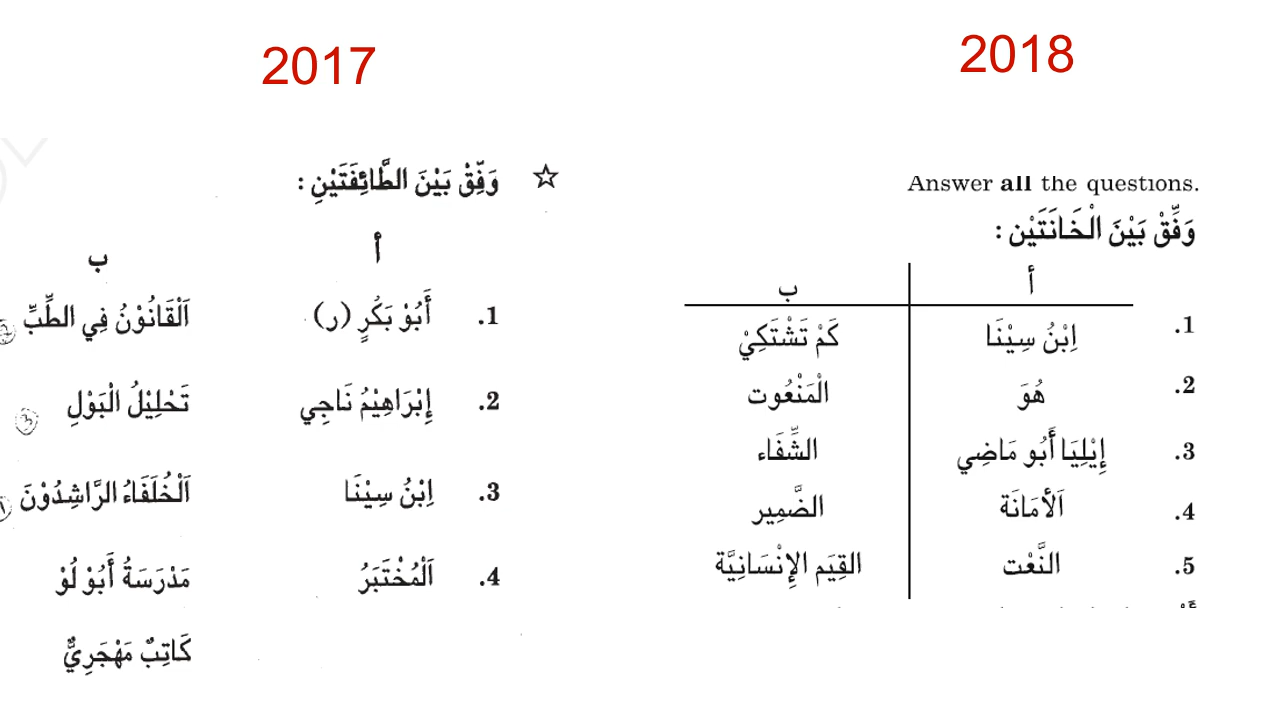 2017
☆ وَفِّقْ بَيْنَ الطَّائِفَتَيْنِ :
أ ب
1. أَبُوْ بَكْرٍ (ر) اَلْقَانُوْنُ فِي الطِّبِّ
2. إِبْرَاهِيْمُ نَاجِي تَحْلِيْلُ الْبَوْلِ
3. اِبْنُ سِيْنَا اَلْخُلَفَاءُ الرَّاشِدُوْنَ
4. اَلْمُخْتَبَرُ مَدْرَسَةُ أَبُوْ لُوْ
كَاتِبٌ مَهْجَرِيٌّ
2018
Answer all the questions.
وَفِّقْ بَيْنَ الْخَانَتَيْن :
أ ب
1. اِبْنُ سِيْنَا كَمْ تَشْتَكِيْ
2. هُوَ الْمَنْعُوت
3. إِيْلِيَا أَبُو مَاضِي الشِّفَاء
4. اَلأَمَانَة الضَّمِير
5. النَّعْت القِيَم الإِنْسَانِيَّة